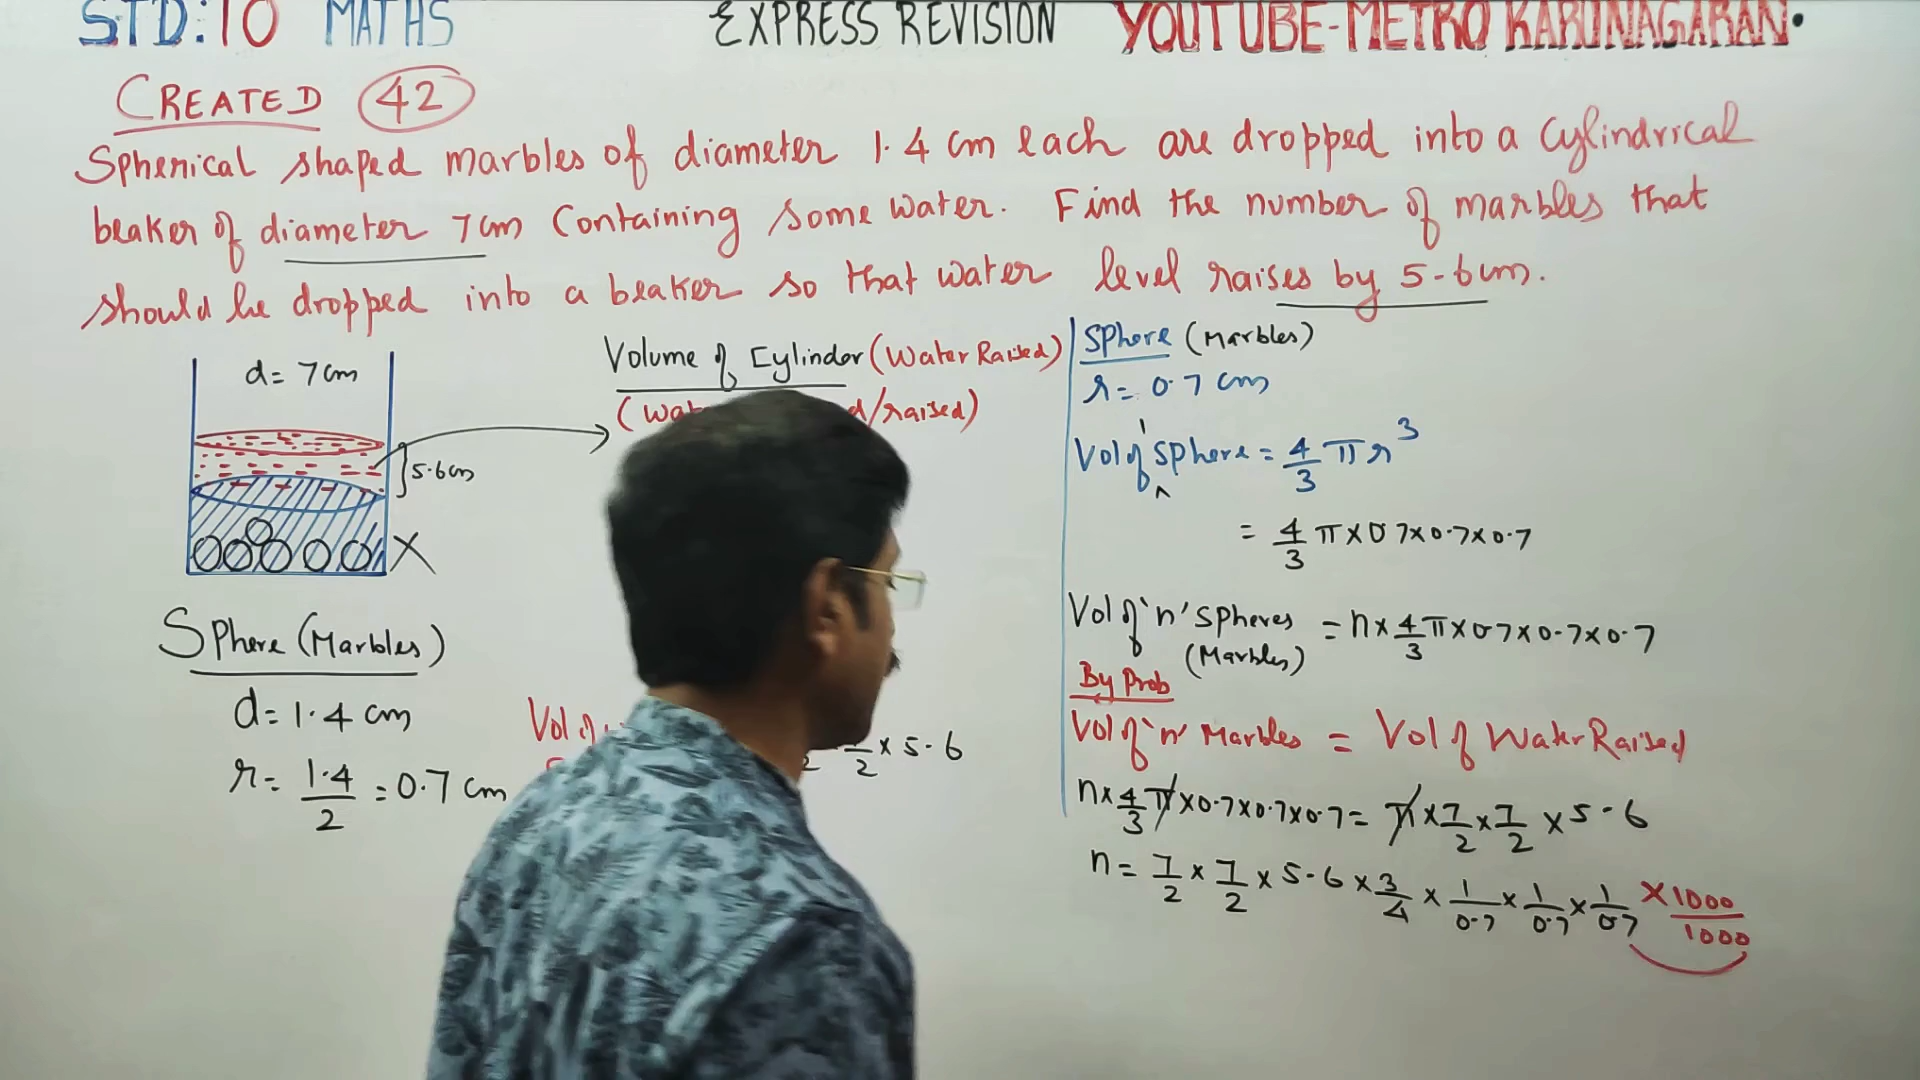 STD:10 MATHS EXPRESS REVISION YOUTUBE-METRO KARUNAGARAN.
CREATED 42
Spherical shaped marbles of diameter 1.4 cm each are dropped into a cylindrical
beaker of diameter 7cm containing some water. Find the number of marbles that
should be dropped into a beaker so that water level raises by 5.6cm.
d= 7cm
5.6cm
X
Sphere (Marbles)
d=1.4 cm
r= 1.4/2 =0.7 cm
Volume of Cylinder (Water Raised)
/raised)
Vol of
/2 × 5.6
Sphere (Marbles)
r= 0.7 cm
Vol of 1 sphere = 4/3 π r³
= 4/3 π×0.7×0.7×0.7
Vol of 'n' spheres = n×4/3 π×0.7×0.7×0.7
(Marbles)
By Prob
Vol of 'n' Marbles = Vol of Water Raised
n×4/3 π×0.7×0.7×0.7= π×7/2×7/2×5.6
n= 7/2×7/2×5.6×3/4×1/0.7×1/0.7×1/0.7 ×1000/1000